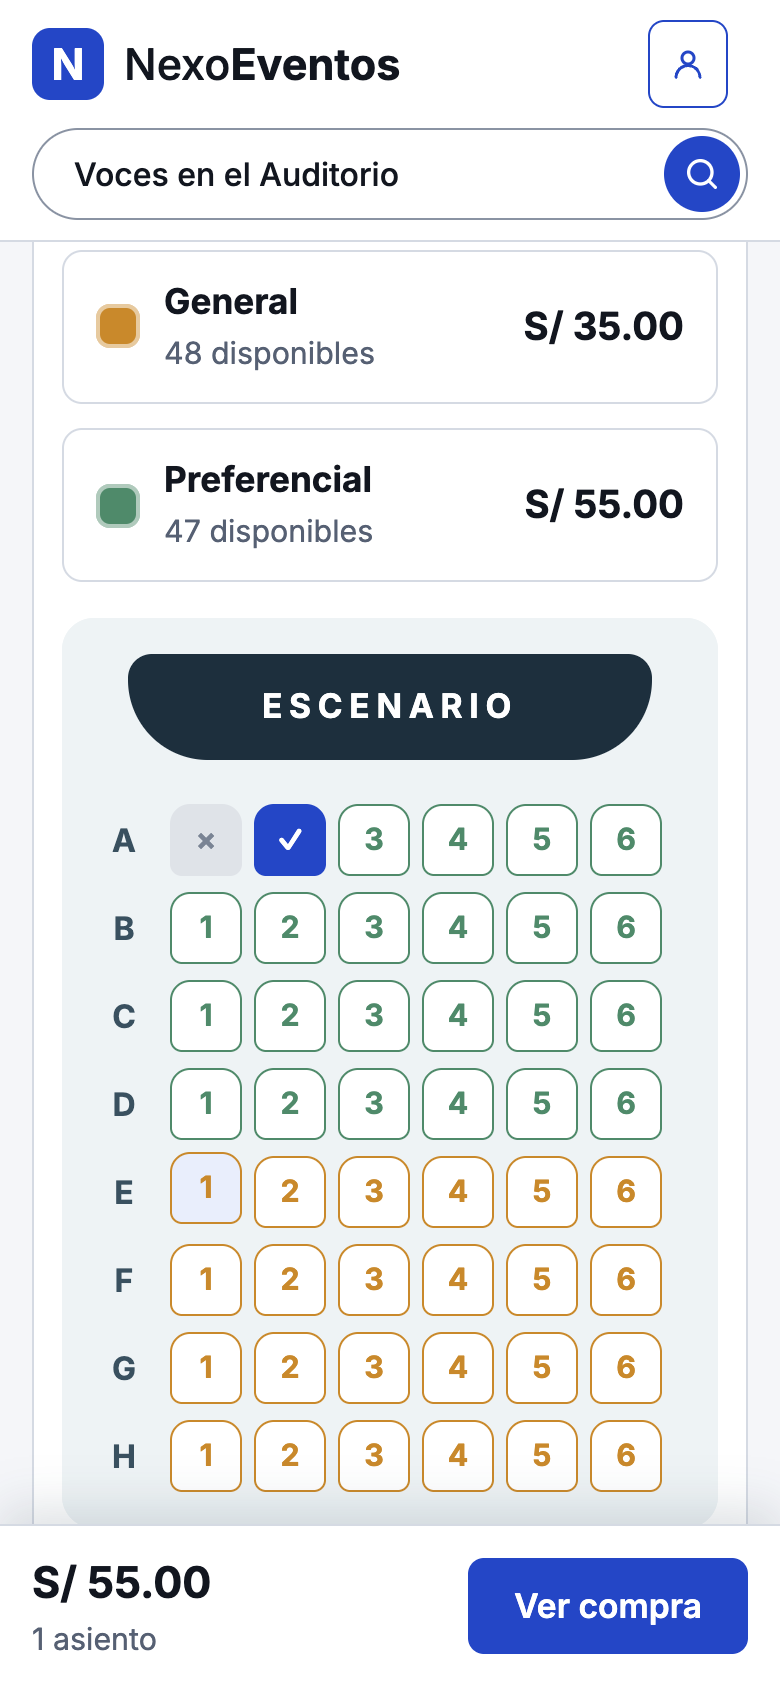 N NexoEventos
Voces en el Auditorio
General
48 disponibles
S/ 35.00
Preferencial
47 disponibles
S/ 55.00
ESCENARIO
A × ✓ 3 4 5 6
B 1 2 3 4 5 6
C 1 2 3 4 5 6
D 1 2 3 4 5 6
E 1 2 3 4 5 6
F 1 2 3 4 5 6
G 1 2 3 4 5 6
H 1 2 3 4 5 6
S/ 55.00
1 asiento
Ver compra